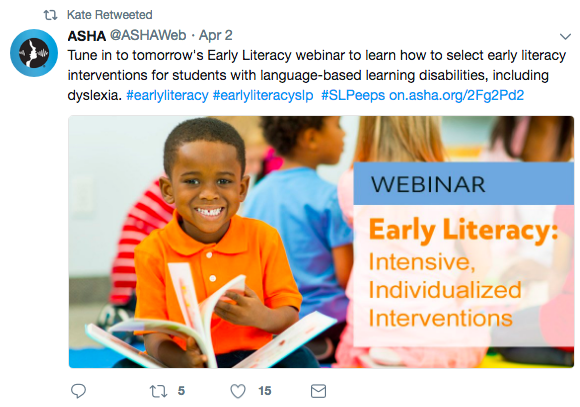 Kate Retweeted
ASHA @ASHAWeb · Apr 2
Tune in to tomorrow's Early Literacy webinar to learn how to select early literacy
interventions for students with language-based learning disabilities, including
dyslexia. #earlyliteracy #earlyliteracyslp #SLPeeps on.asha.org/2Fg2Pd2
WEBINAR
Early Literacy:
Intensive,
Individualized
Interventions
5
15